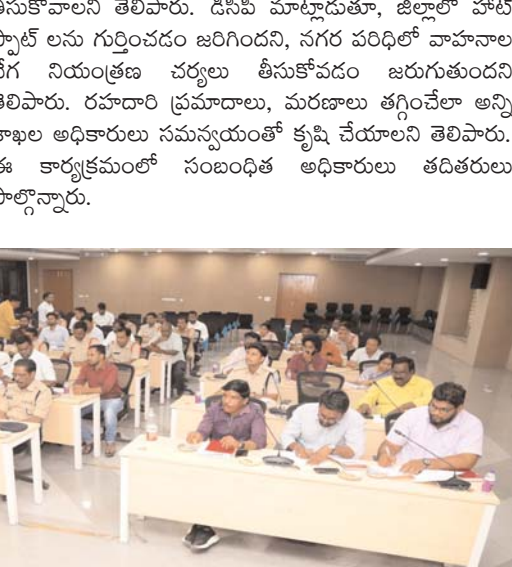 తీసుకోవాలని తెలిపారు. డీసీపీ మాట్లాడుతూ, జిల్లాలో హాట్
స్పాట్ లను గుర్తించడం జరిగిందని, నగర పరిధిలో వాహనాల
వేగ నియంత్రణ చర్యలు తీసుకోవడం జరుగుతుందని
తెలిపారు. రహదారి ప్రమాదాలు, మరణాలు తగ్గించేలా అన్ని
శాఖల అధికారులు సమన్వయంతో కృషి చేయాలని తెలిపారు.
ఈ కార్యక్రమంలో సంబంధిత అధికారులు తదితరులు
పాల్గొన్నారు.